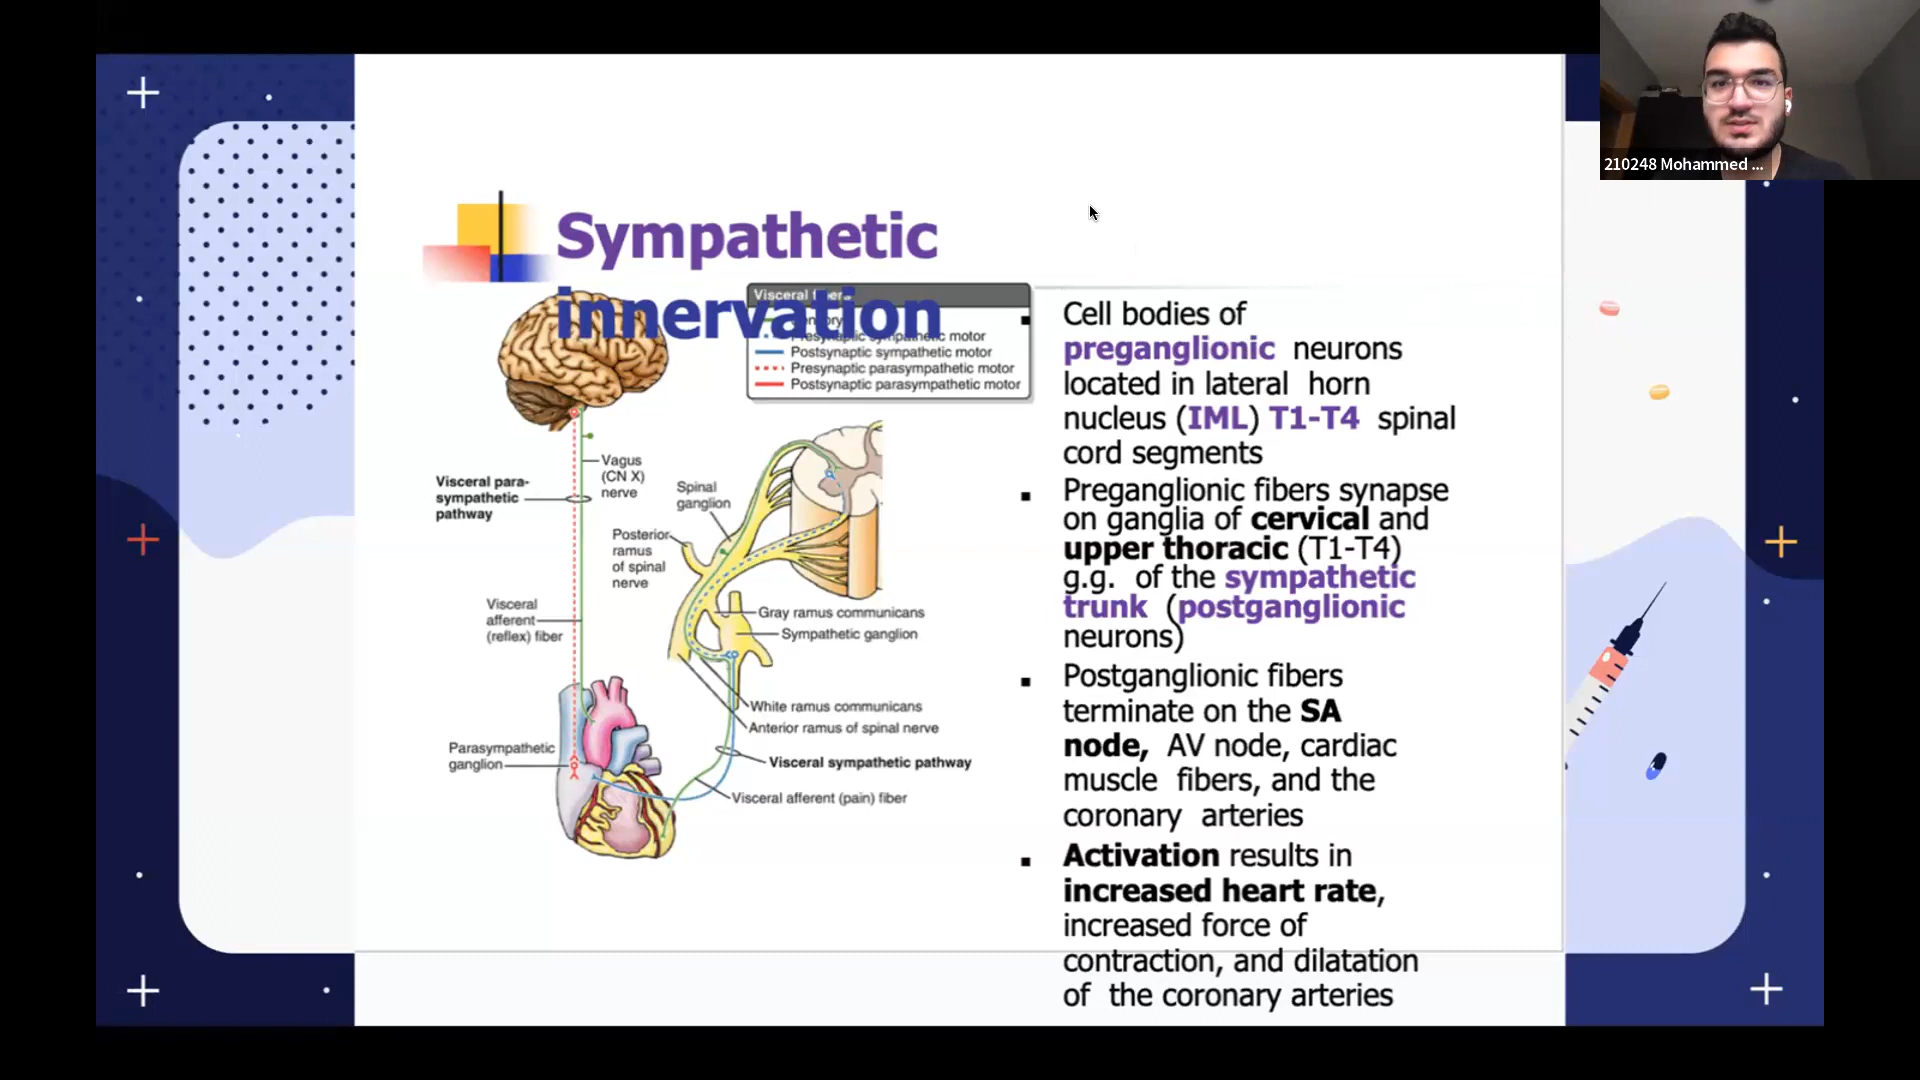 210248 Mohammed ...
Sympathetic
innervation
Visceral fibers
Presynaptic sympathetic motor
Postsynaptic sympathetic motor
Presynaptic parasympathetic motor
Postsynaptic parasympathetic motor
Vagus
(CN X)
nerve
Visceral para-
sympathetic
pathway
Spinal
ganglion
Posterior
ramus
of spinal
nerve
Visceral
afferent
(reflex) fiber
Gray ramus communicans
Sympathetic ganglion
White ramus communicans
Anterior ramus of spinal nerve
Parasympathetic
ganglion
Visceral sympathetic pathway
Visceral afferent (pain) fiber
▪ Cell bodies of
preganglionic neurons
located in lateral horn
nucleus (IML) T1-T4 spinal
cord segments
▪ Preganglionic fibers synapse
on ganglia of cervical and
upper thoracic (T1-T4)
g.g. of the sympathetic
trunk (postganglionic
neurons)
▪ Postganglionic fibers
terminate on the SA
node, AV node, cardiac
muscle fibers, and the
coronary arteries
▪ Activation results in
increased heart rate,
increased force of
contraction, and dilatation
of the coronary arteries